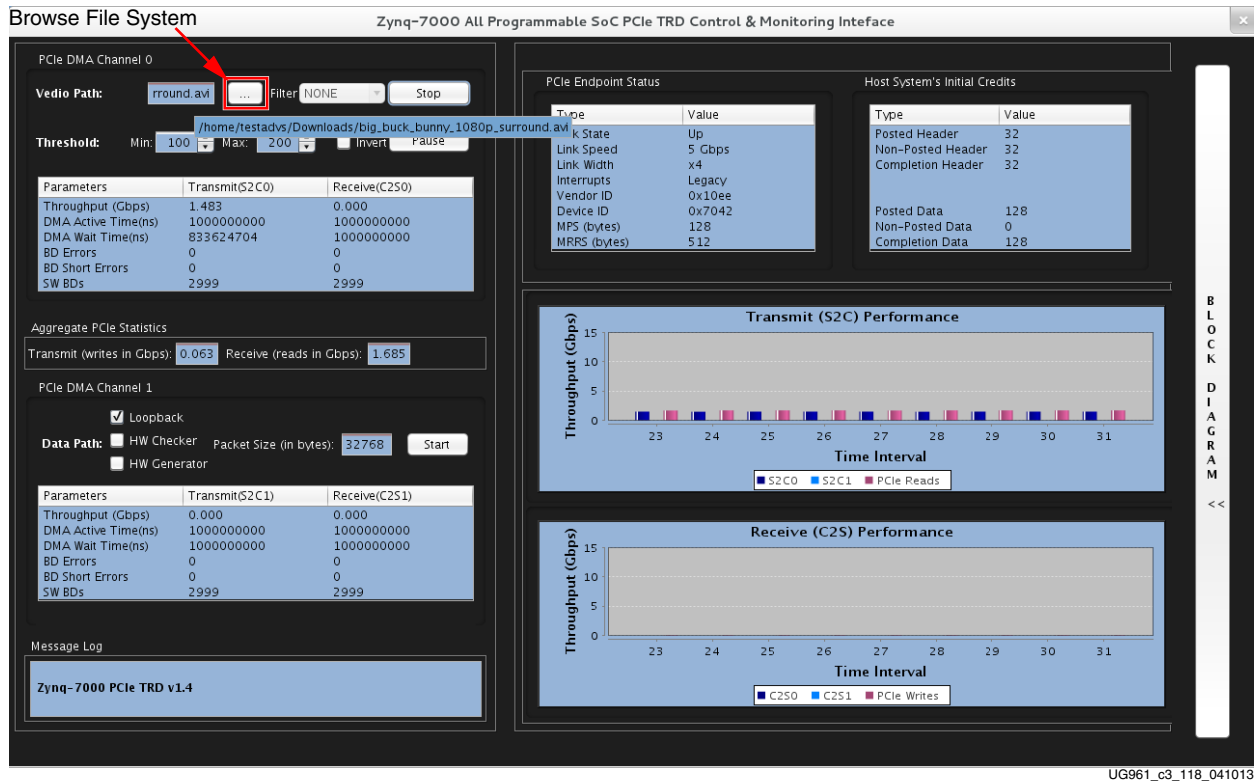 Browse File System
Zynq-7000 All Programmable SoC PCIe TRD Control & Monitoring Inteface
PCIe DMA Channel 0
Vedio Path: rround.avi ... Filter NONE Stop
/home/testadvs/Downloads/big_buck_bunny_1080p_surround.avi
Threshold: Min: 100 Max: 200 Invert Pause
Parameters Transmit(S2C0) Receive(C2S0)
Throughput (Gbps) 1.483 0.000
DMA Active Time(ns) 1000000000 1000000000
DMA Wait Time(ns) 833624704 1000000000
BD Errors 0 0
BD Short Errors 0 0
SW BDs 2999 2999
Aggregate PCIe Statistics
Transmit (writes in Gbps): 0.063 Receive (reads in Gbps): 1.685
PCIe DMA Channel 1
Loopback
Data Path: HW Checker Packet Size (in bytes): 32768 Start
HW Generator
Parameters Transmit(S2C1) Receive(C2S1)
Throughput (Gbps) 0.000 0.000
DMA Active Time(ns) 1000000000 1000000000
DMA Wait Time(ns) 1000000000 1000000000
BD Errors 0 0
BD Short Errors 0 0
SW BDs 2999 2999
Message Log
Zynq-7000 PCIe TRD v1.4
PCIe Endpoint Status
Type Value
State Up
Link Speed 5 Gbps
Link Width x4
Interrupts Legacy
Vendor ID 0x10ee
Device ID 0x7042
MPS (bytes) 128
MRRS (bytes) 512
Host System's Initial Credits
Type Value
Posted Header 32
Non-Posted Header 32
Completion Header 32
Posted Data 128
Non-Posted Data 0
Completion Data 128
Transmit (S2C) Performance
Throughput (Gbps)
15
10
5
0
23 24 25 26 27 28 29 30 31
Time Interval
S2C0 S2C1 PCIe Reads
Receive (C2S) Performance
Throughput (Gbps)
15
10
5
0
23 24 25 26 27 28 29 30 31
Time Interval
C2S0 C2S1 PCIe Writes
BLOCK DIAGRAM <<
UG961_c3_118_041013